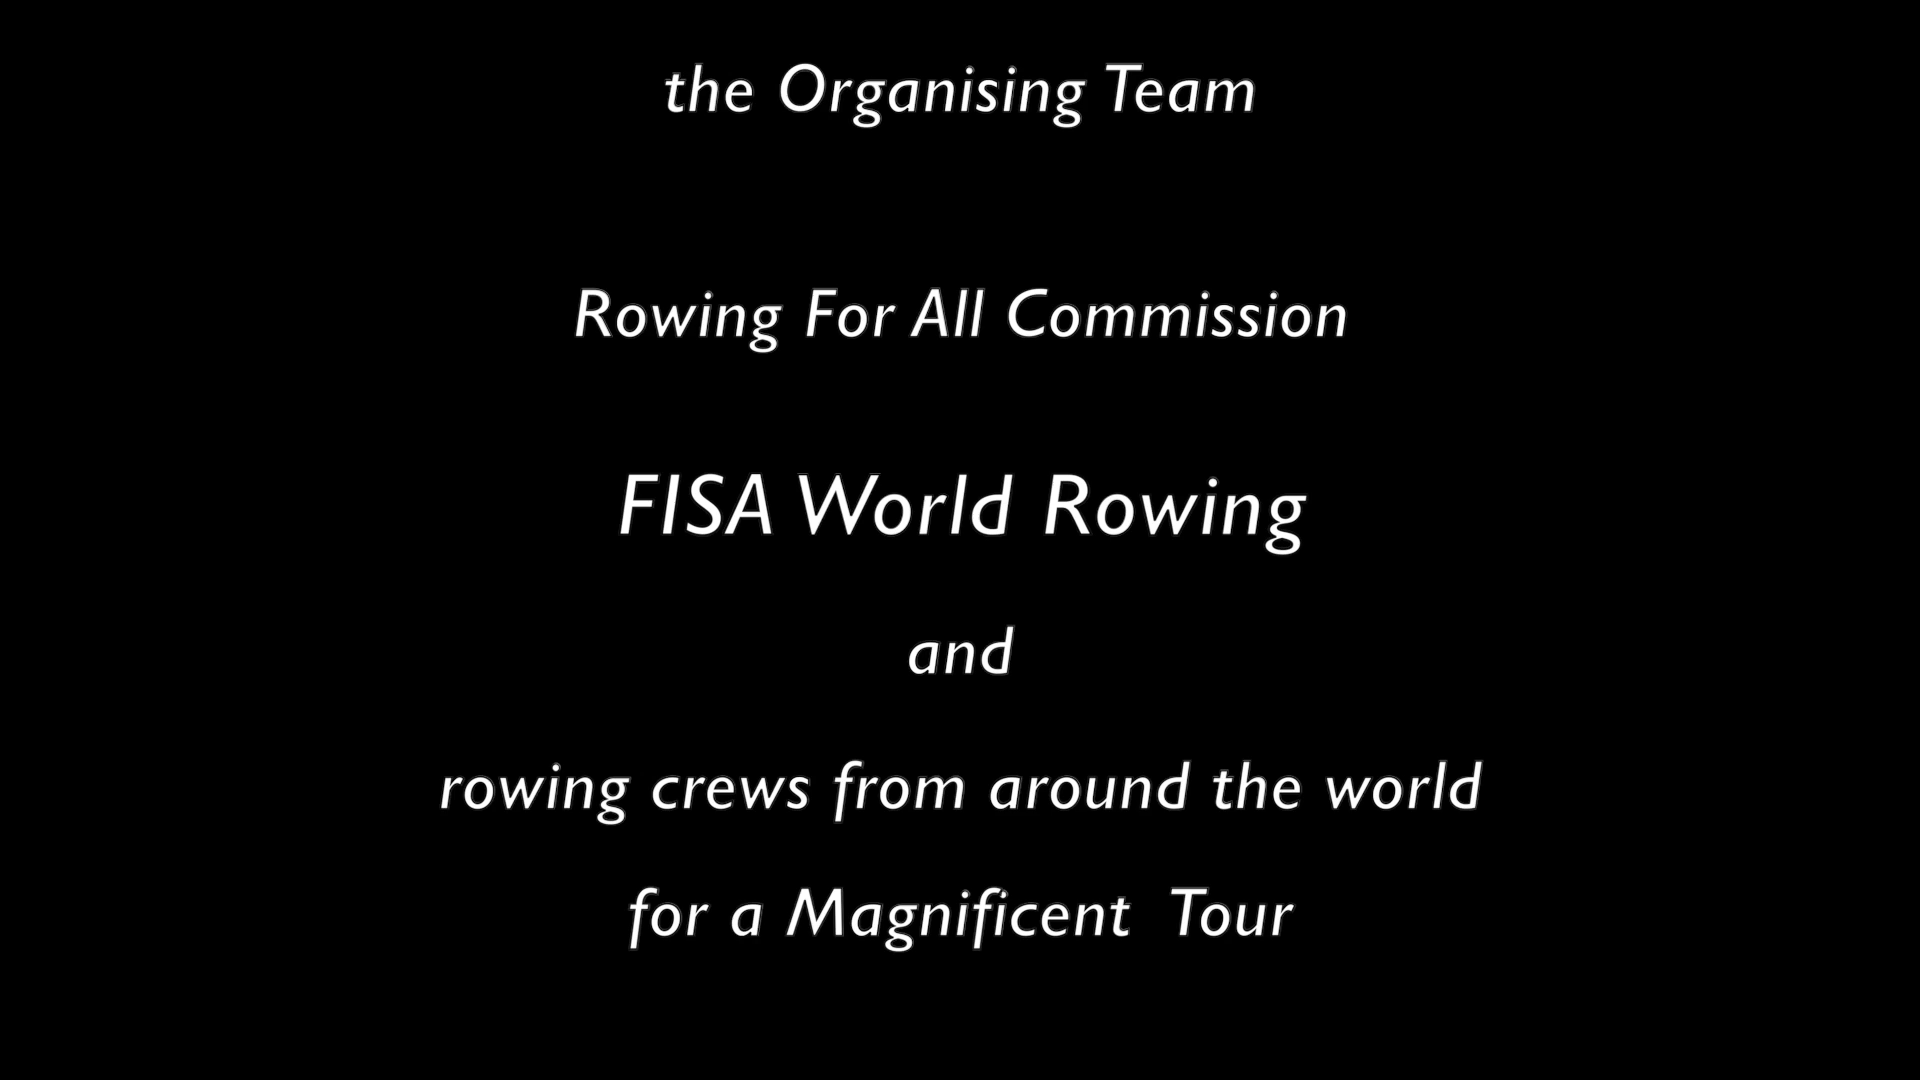 the Organising Team
Rowing For All Commission
FISA World Rowing
and
rowing crews from around the world
for a Magnificent Tour